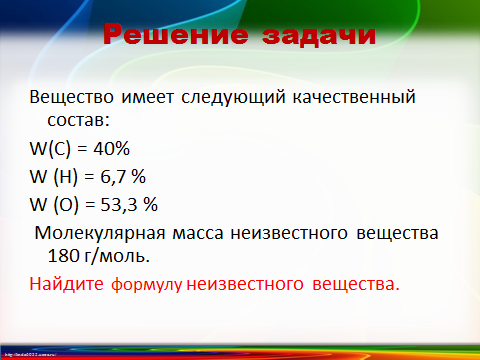 Решение задачи
Вещество имеет следующий качественный
состав:
W(C) = 40%
W (H) = 6,7 %
W (O) = 53,3 %
Молекулярная масса неизвестного вещества
180 г/моль.
Найдите формулу неизвестного вещества.